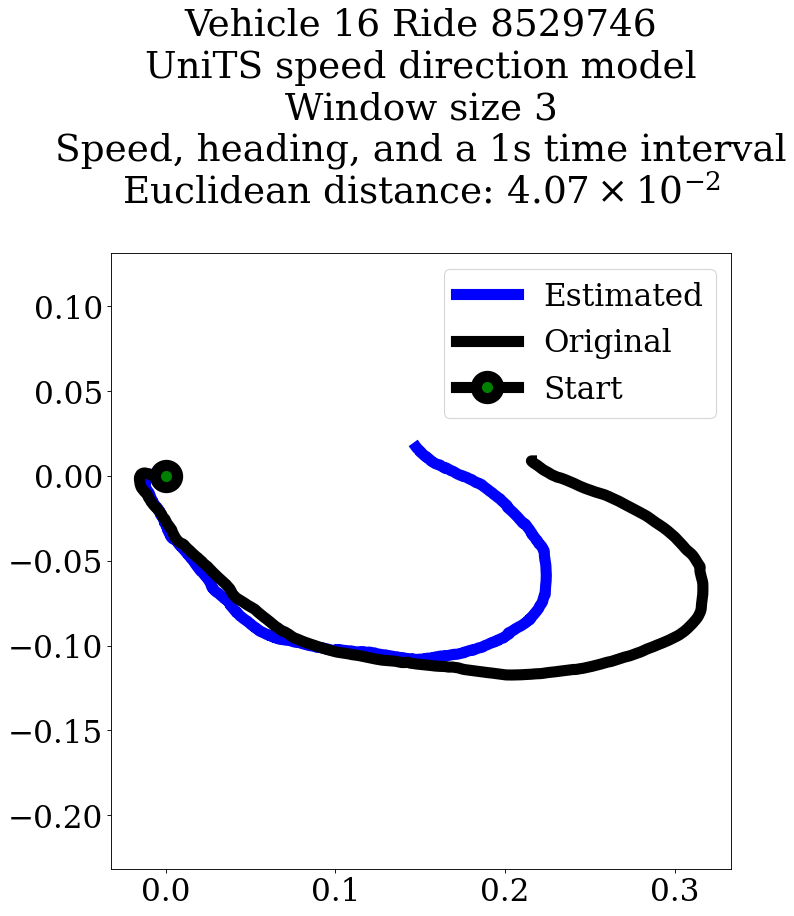 Vehicle 16 Ride 8529746
UniTS speed direction model
Window size 3
Speed, heading, and a 1s time interval
Euclidean distance: 4.07 × 10⁻²
Estimated
Original
Start
0.10
0.05
0.00
−0.05
−0.10
−0.15
−0.20
0.0 0.1 0.2 0.3